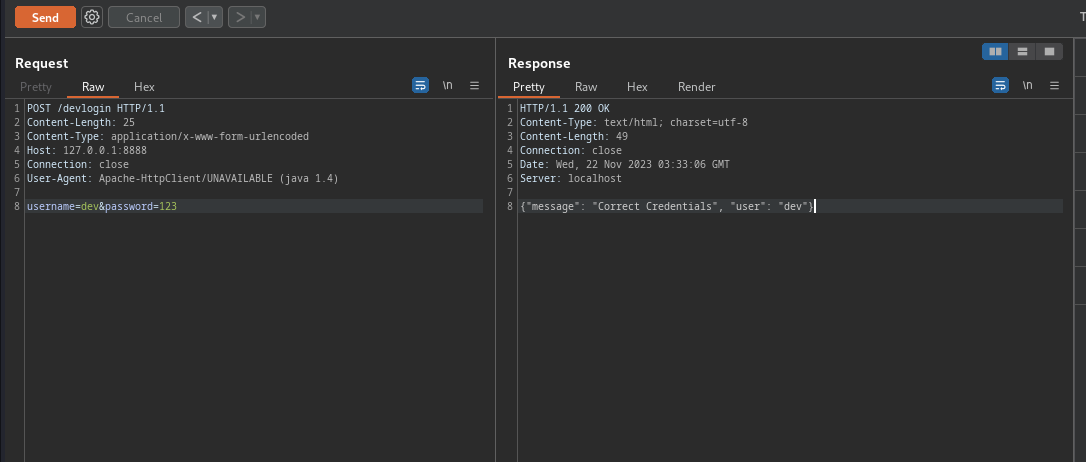 Send Cancel < ▾ > ▾
Request
Pretty Raw Hex \n
1 POST /devlogin HTTP/1.1
2 Content-Length: 25
3 Content-Type: application/x-www-form-urlencoded
4 Host: 127.0.0.1:8888
5 Connection: close
6 User-Agent: Apache-HttpClient/UNAVAILABLE (java 1.4)
7
8 username=dev&password=123
Response
Pretty Raw Hex Render \n
1 HTTP/1.1 200 OK
2 Content-Type: text/html; charset=utf-8
3 Content-Length: 49
4 Connection: close
5 Date: Wed, 22 Nov 2023 03:33:06 GMT
6 Server: localhost
7
8 {"message": "Correct Credentials", "user": "dev"}